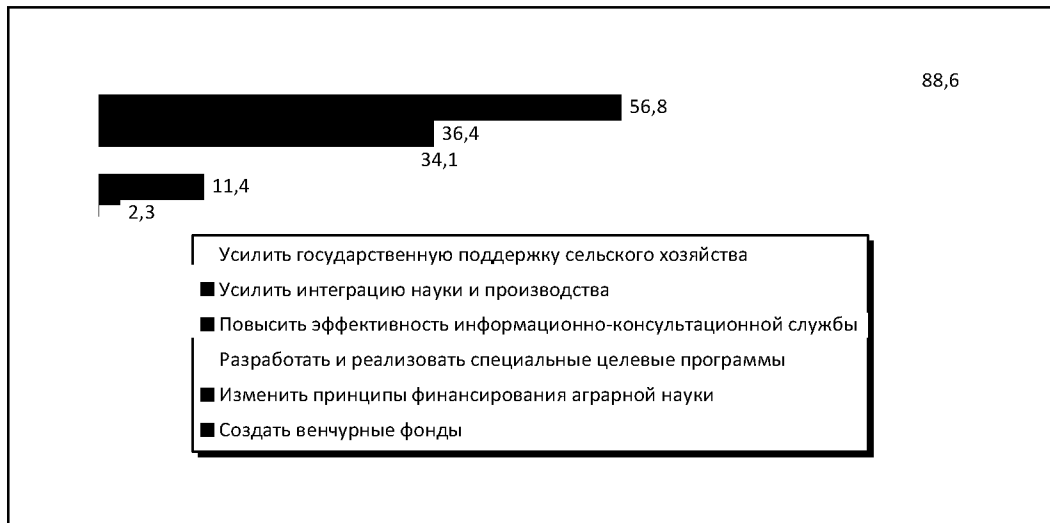 88,6
56,8
36,4
34,1
11,4
2,3
Усилить государственную поддержку сельского хозяйства
Усилить интеграцию науки и производства
Повысить эффективность информационно-консультационной службы
Разработать и реализовать специальные целевые программы
Изменить принципы финансирования аграрной науки
Создать венчурные фонды